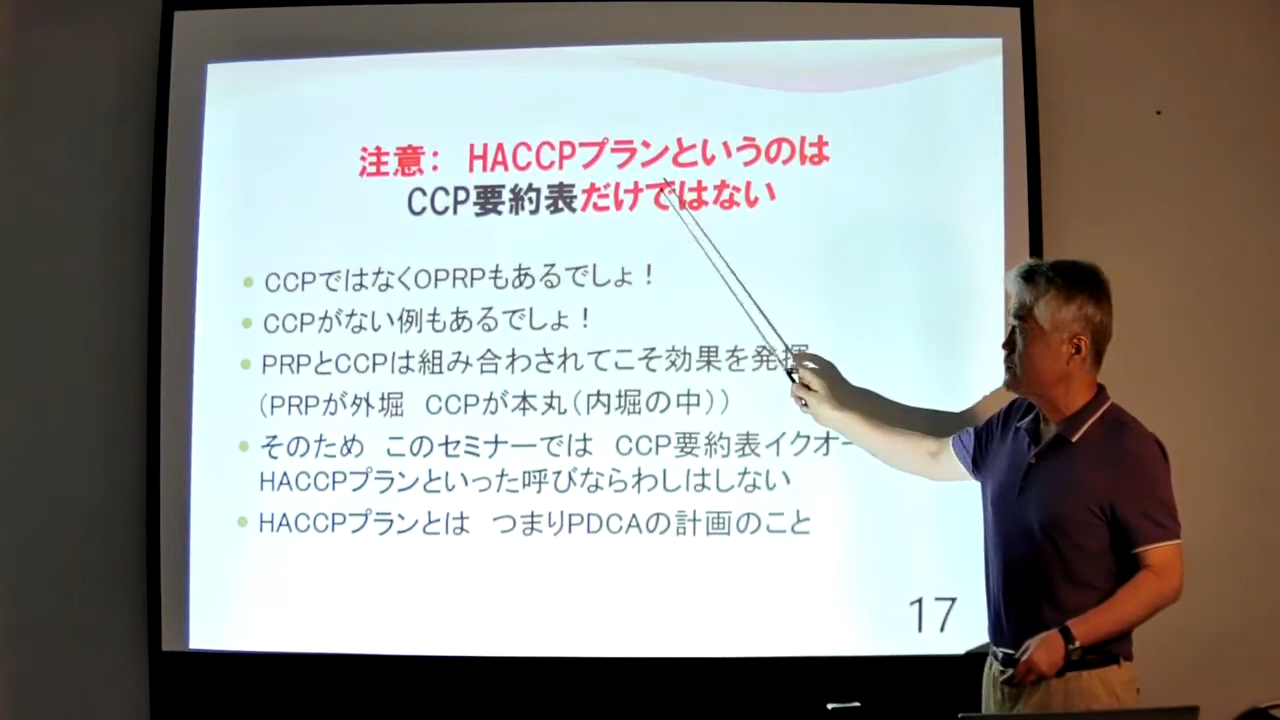 注意： HACCPプランというのは
CCP要約表だけではない
CCPではなくOPRPもあるでしょ！
CCPがない例もあるでしょ！
PRPとCCPは組み合わされてこそ効果を発揮
（PRPが外堀 CCPが本丸（内堀の中））
そのため このセミナーでは CCP要約表イクオー
HACCPプランといった呼びならわしはしない
HACCPプランとは つまりPDCAの計画のこと
17